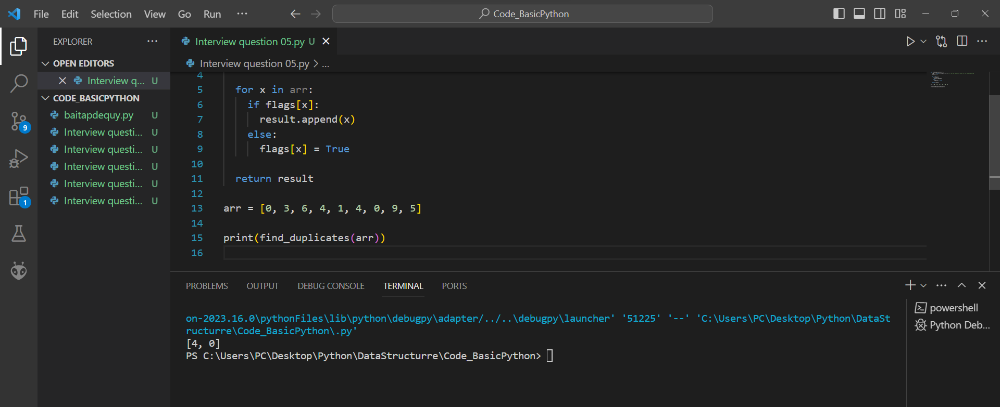 File Edit Selection View Go Run ···
Code_BasicPython
EXPLORER
OPEN EDITORS
Interview q... U
CODE_BASICPYTHON
baitapdequy.py U
Interview questi... U
Interview questi... U
Interview questi... U
Interview questi... U
Interview questi... U
9
1
Interview question 05.py U
Interview question 05.py > ...
4
5 for x in arr:
6 if flags[x]:
7 result.append(x)
8 else:
9 flags[x] = True
10
11 return result
12
13 arr = [0, 3, 6, 4, 1, 4, 0, 9, 5]
14
15 print(find_duplicates(arr))
16
PROBLEMS OUTPUT DEBUG CONSOLE TERMINAL PORTS
on-2023.16.0\pythonFiles\lib\python\debugpy\adapter/../..\debugpy\launcher' '51225' '--' 'C:\Users\PC\Desktop\Python\DataSt
ructurre\Code_BasicPython\.py'
[4, 0]
PS C:\Users\PC\Desktop\Python\DataStructurre\Code_BasicPython>
powershell
Python Deb...